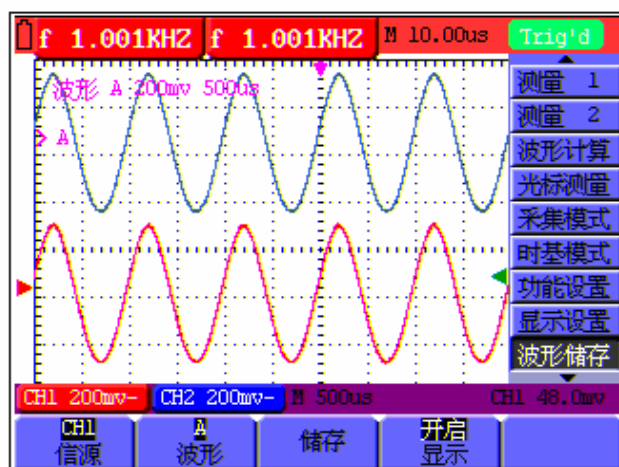 f 1.001KHZ f 1.001KHZ M 10.00us Trig'd
波形 A 200mv 500us
A
测量 1
测量 2
波形计算
光标测量
采集模式
时基模式
功能设置
显示设置
波形储存
CH1 200mv- CH2 200mv- M 500us CH1 48.0mv
CH1 A 储存 开启
信源 波形 显示